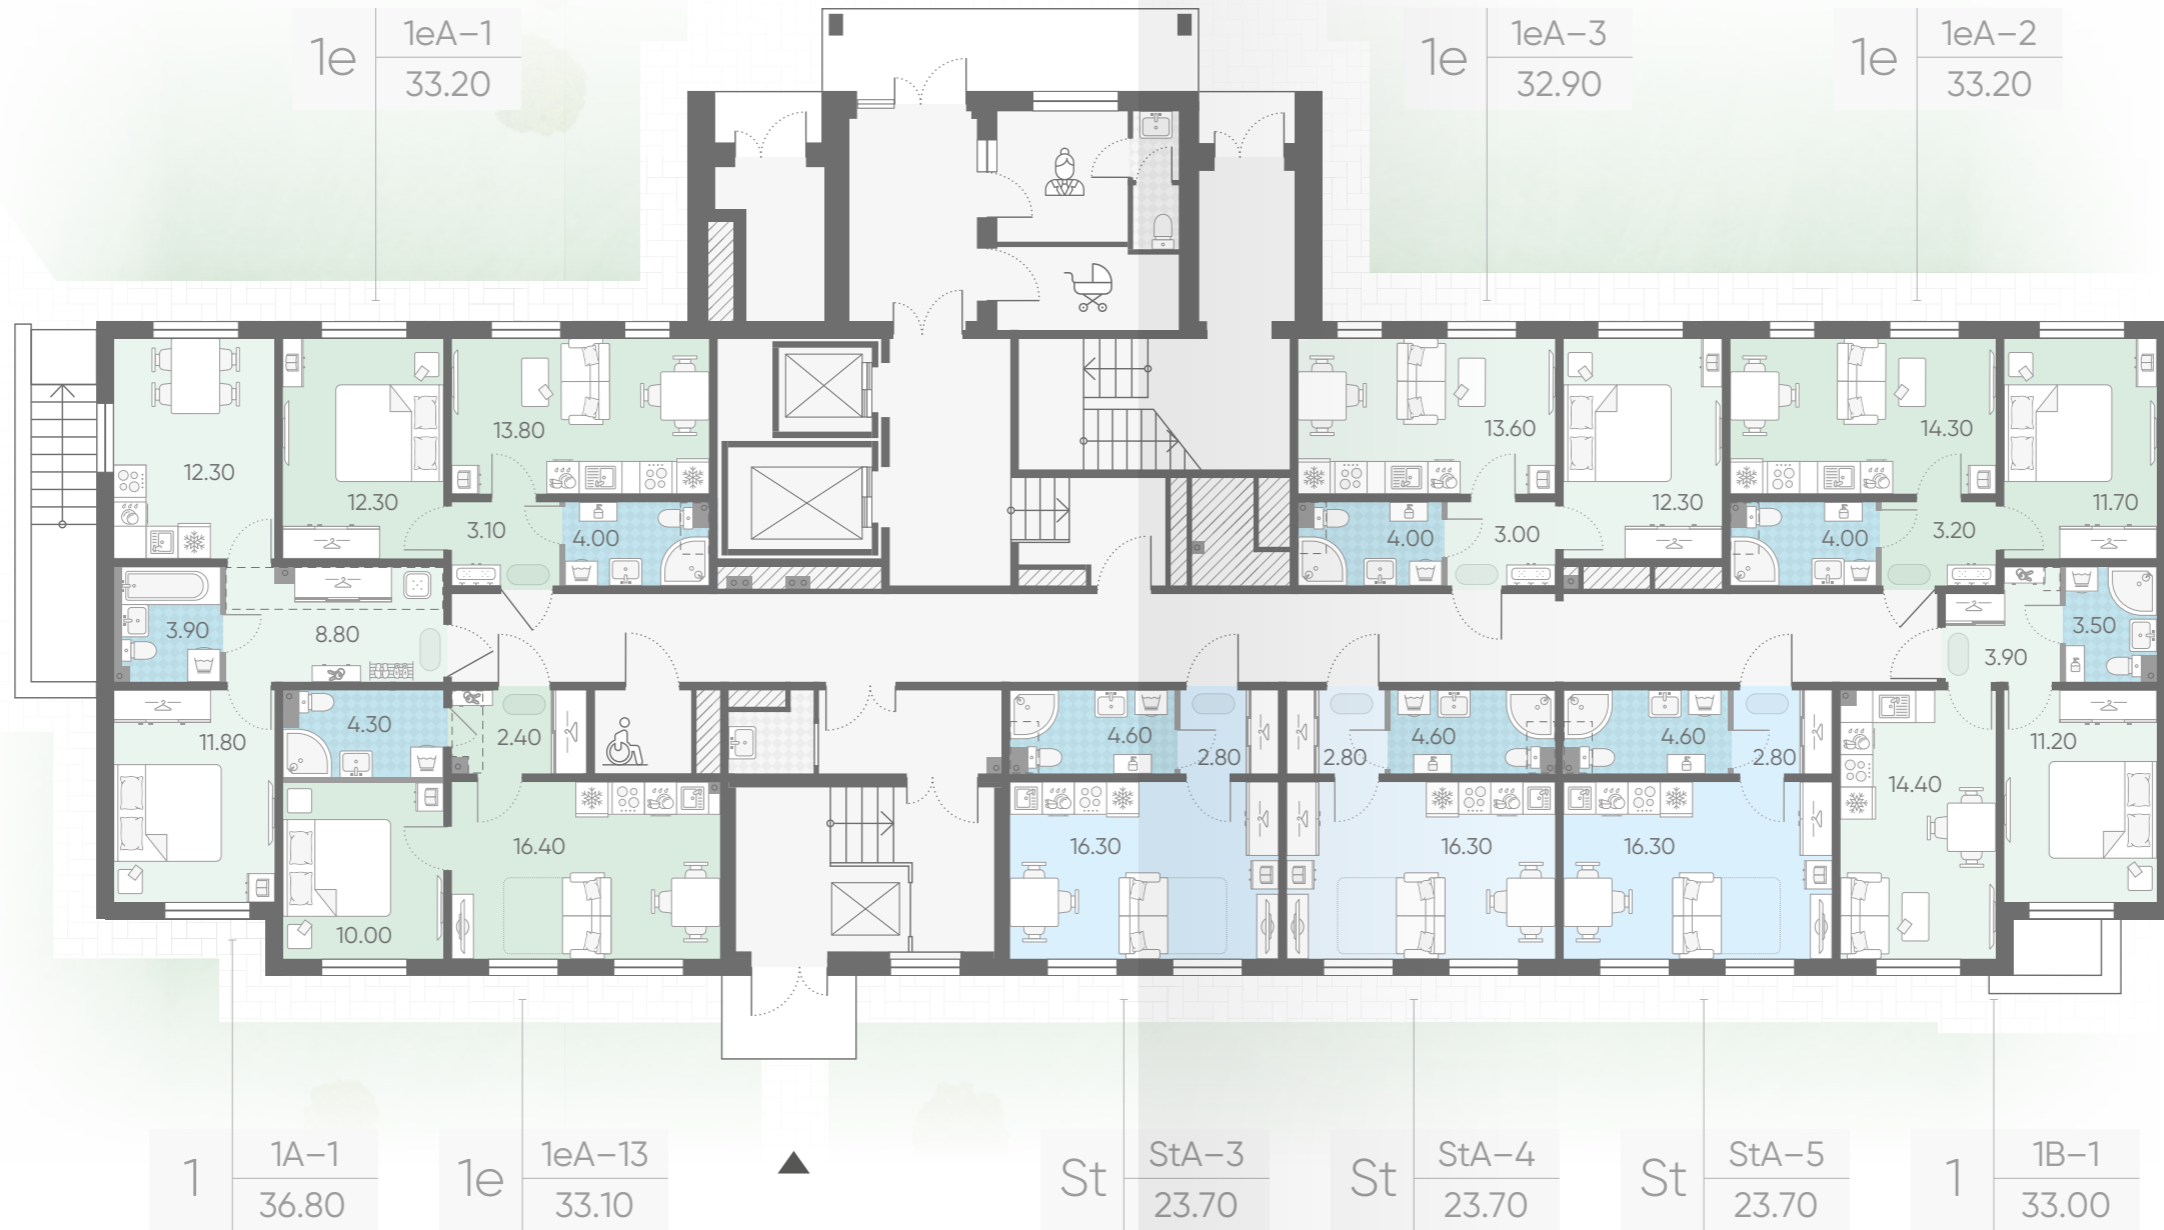 1e
1eA–1
33.20
1e
1eA–3
32.90
1e
1eA–2
33.20
12.30
12.30
13.80
3.10
4.00
13.60
12.30
4.00
3.00
14.30
11.70
4.00
3.20
3.90
8.80
3.50
3.90
11.80
4.30
2.40
10.00
16.40
4.60
2.80
16.30
2.80
4.60
16.30
4.60
2.80
16.30
14.40
11.20
1
1A–1
36.80
1e
1eA–13
33.10
St
StA–3
23.70
St
StA–4
23.70
St
StA–5
23.70
1
1B–1
33.00